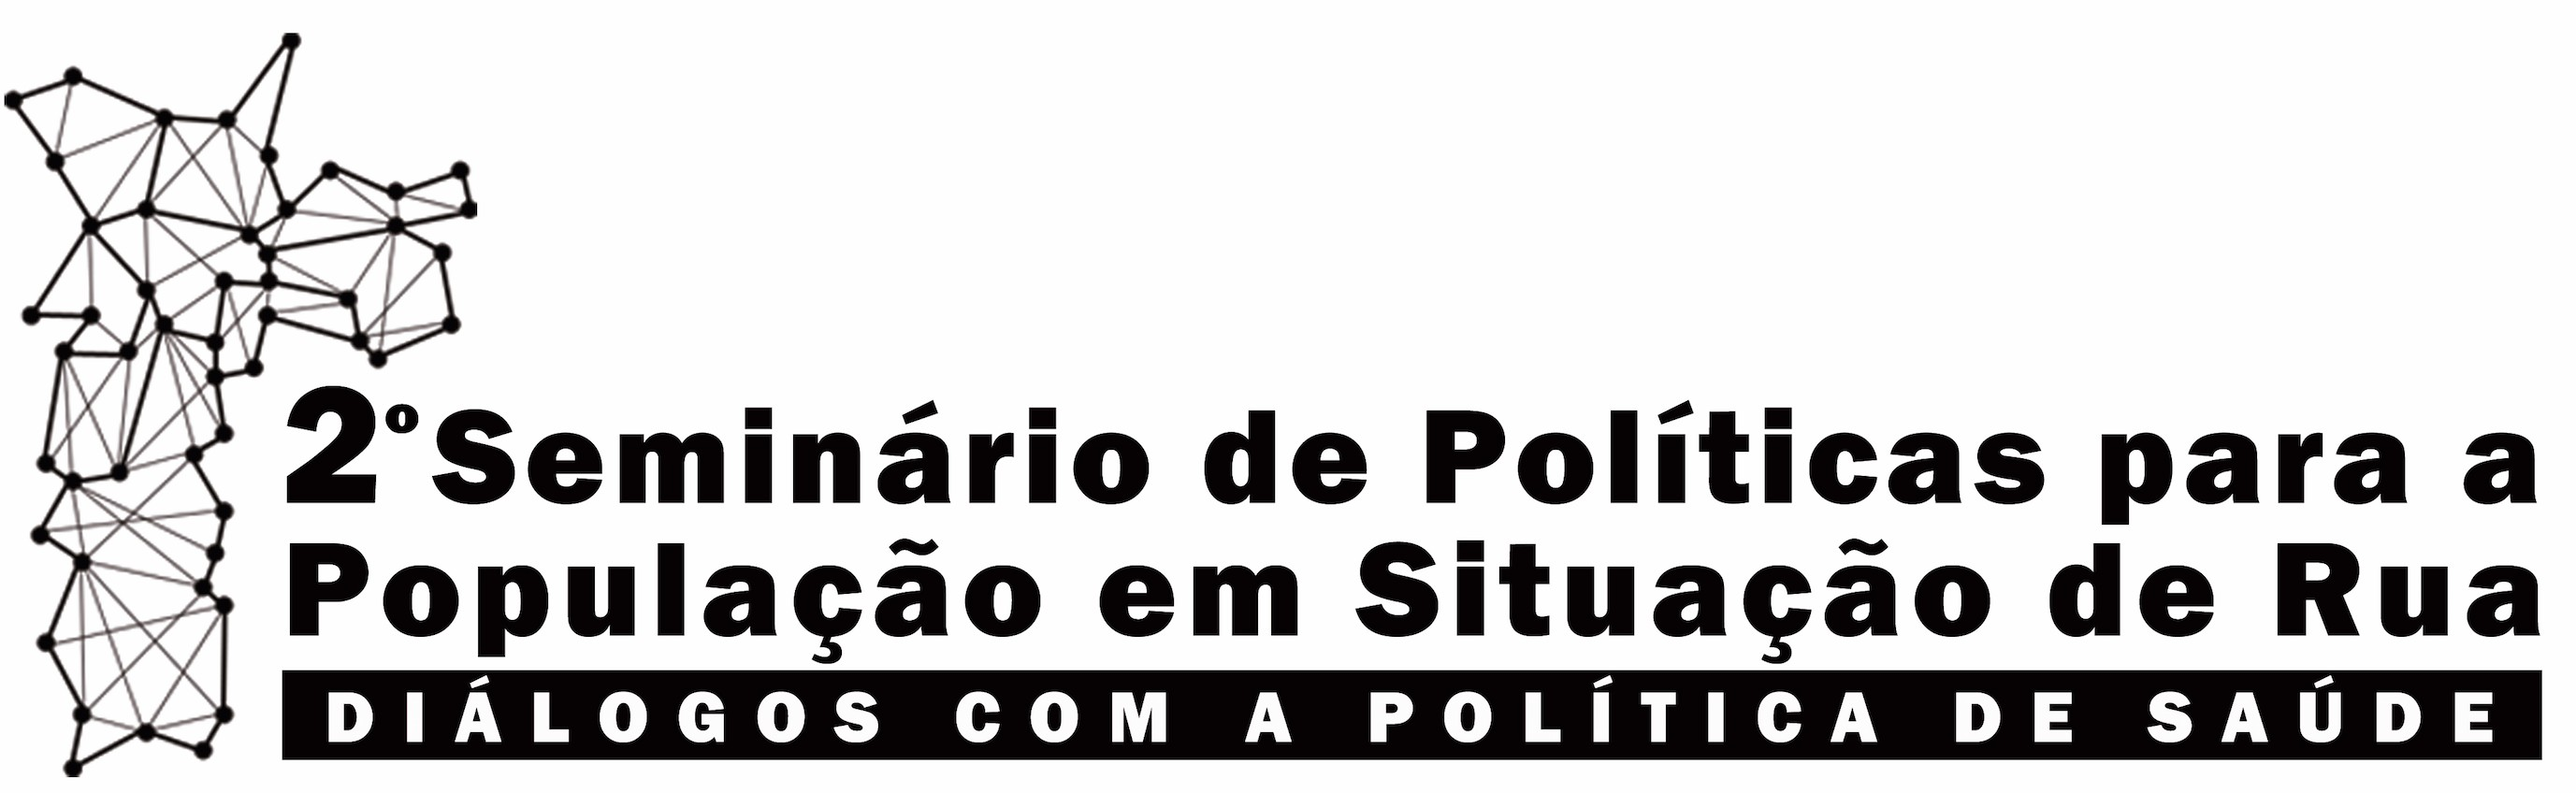 2º Seminário de Políticas para a
População em Situação de Rua
DIÁLOGOS COM A POLÍTICA DE SAÚDE